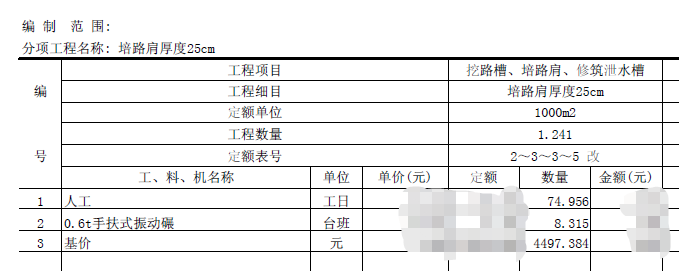 编 制 范 围:
分项工程名称: 培路肩厚度25cm
编 号
工程项目 挖路槽、培路肩、修筑泄水槽
工程细目 培路肩厚度25cm
定额单位 1000m2
工程数量 1.241
定额表号 2～3～3～5 改
工、料、机名称 单位 单价(元) 定额 数量 金额(元)
1 人工 工日 74.956
2 0.6t手扶式振动碾 台班 8.315
3 基价 元 4497.384